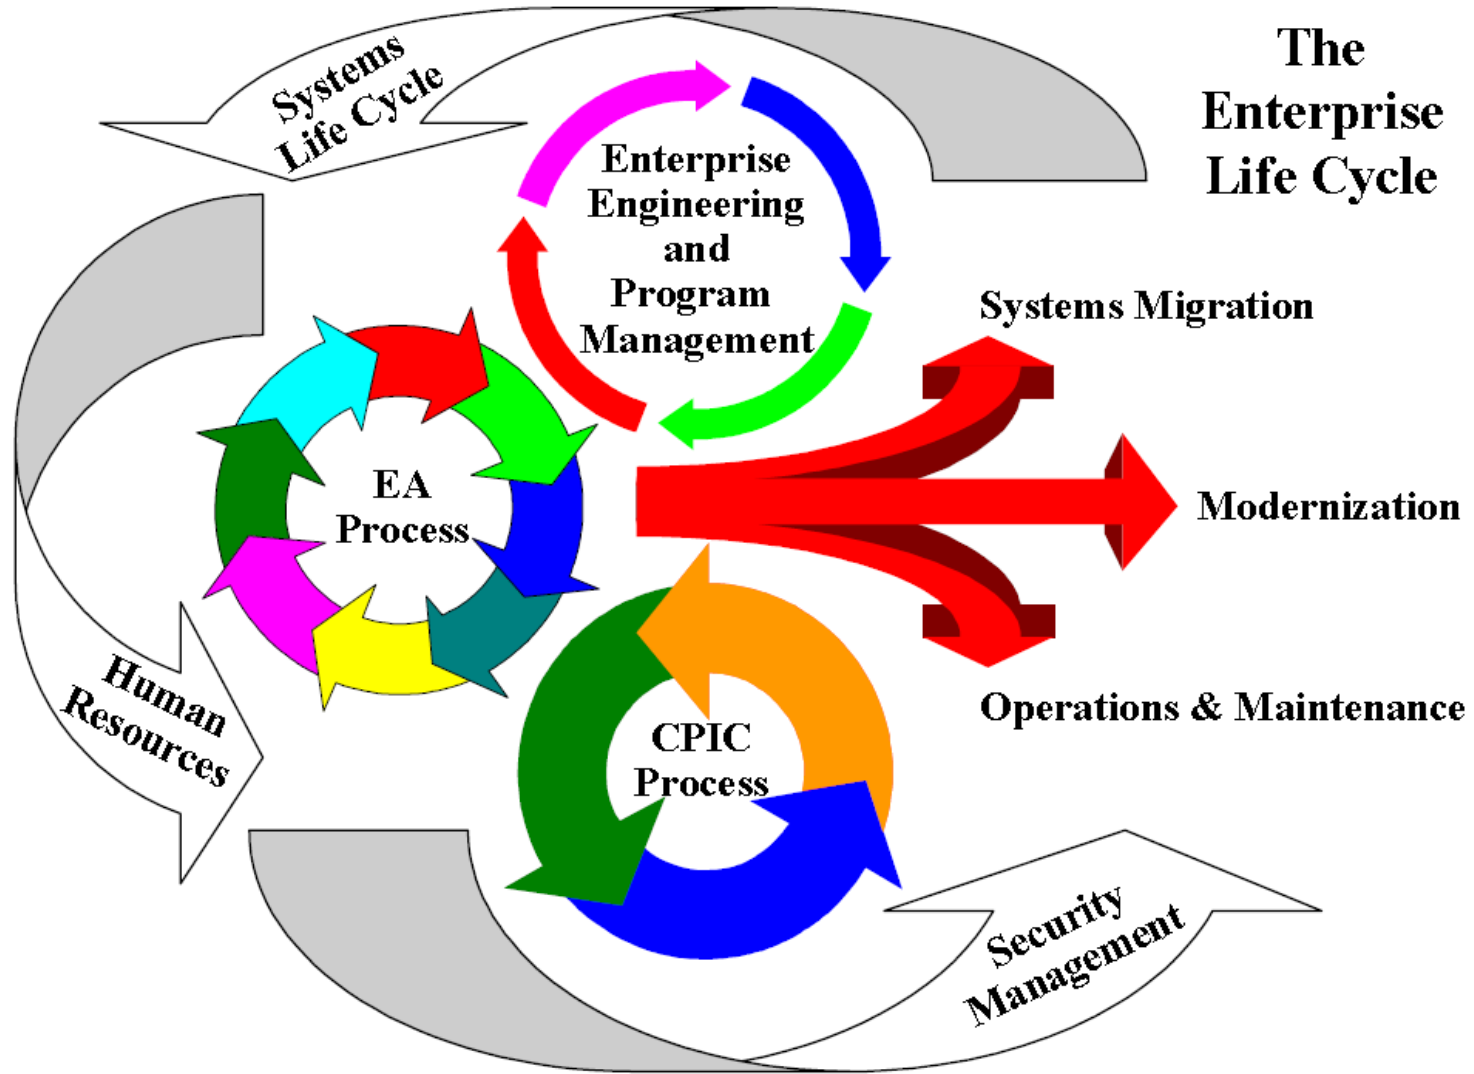 The
Enterprise
Life Cycle
Systems
Life Cycle
Enterprise
Engineering
and
Program
Management
Systems Migration
EA
Process
Modernization
Human
Resources
CPIC
Process
Operations & Maintenance
Security
Management